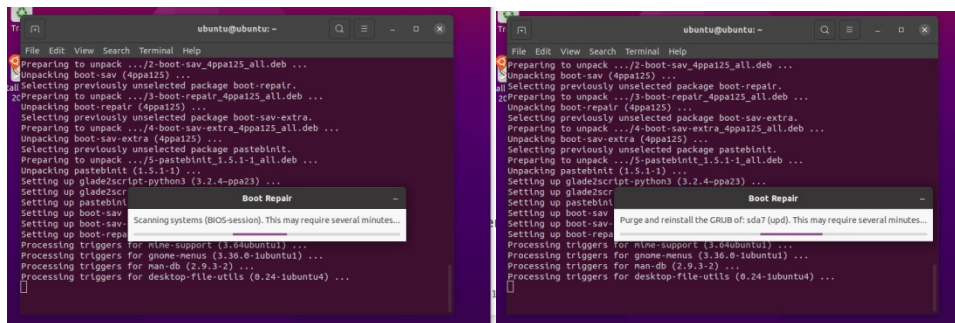 ubuntu@ubuntu: ~
File Edit View Search Terminal Help
Preparing to unpack .../2-boot-sav_4ppa125_all.deb ...
Unpacking boot-sav (4ppa125) ...
Selecting previously unselected package boot-repair.
Preparing to unpack .../3-boot-repair_4ppa125_all.deb ...
Unpacking boot-repair (4ppa125) ...
Selecting previously unselected package boot-sav-extra.
Preparing to unpack .../4-boot-sav-extra_4ppa125_all.deb ...
Unpacking boot-sav-extra (4ppa125) ...
Selecting previously unselected package pastebinit.
Preparing to unpack .../5-pastebinit_1.5.1-1_all.deb ...
Unpacking pastebinit (1.5.1-1) ...
Setting up glade2script-python3 (3.2.4~ppa23) ...
Setting up glade2scr
Setting up pastebini
Setting up boot-sav
Setting up boot-sav-
Setting up boot-repa
Boot Repair
Scanning systems (BIOS-session). This may require several minutes...
Processing triggers for mime-support (3.64ubuntu1) ...
Processing triggers for gnome-menus (3.36.0-1ubuntu1) ...
Processing triggers for man-db (2.9.3-2) ...
Processing triggers for desktop-file-utils (0.24-1ubuntu4) ...
ubuntu@ubuntu: ~
File Edit View Search Terminal Help
Preparing to unpack .../2-boot-sav_4ppa125_all.deb ...
Unpacking boot-sav (4ppa125) ...
Selecting previously unselected package boot-repair.
Preparing to unpack .../3-boot-repair_4ppa125_all.deb ...
Unpacking boot-repair (4ppa125) ...
Selecting previously unselected package boot-sav-extra.
Preparing to unpack .../4-boot-sav-extra_4ppa125_all.deb ...
Unpacking boot-sav-extra (4ppa125) ...
Selecting previously unselected package pastebinit.
Preparing to unpack .../5-pastebinit_1.5.1-1_all.deb ...
Unpacking pastebinit (1.5.1-1) ...
Setting up glade2script-python3 (3.2.4~ppa23) ...
Setting up glade2scr
Setting up pastebini
Setting up boot-sav
Setting up boot-sav-
Setting up boot-repa
Boot Repair
Purge and reinstall the GRUB of: sda7 (upd). This may require several minutes...
Processing triggers for mime-support (3.64ubuntu1) ...
Processing triggers for gnome-menus (3.36.0-1ubuntu1) ...
Processing triggers for man-db (2.9.3-2) ...
Processing triggers for desktop-file-utils (0.24-1ubuntu4) ...